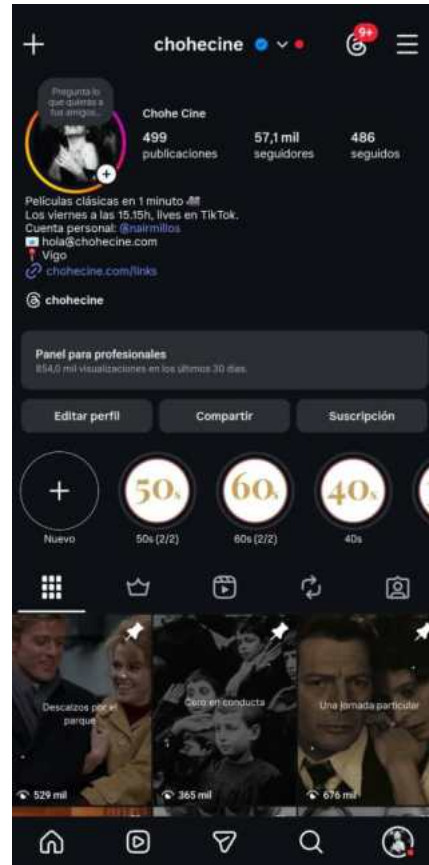 chohecine
9+
Pregunta lo
que quieras a
tus amigos...
Chohe Cine
499
publicaciones
57,1 mil
seguidores
486
seguidos
Películas clásicas en 1 minuto
Los viernes a las 15.15h, lives en TikTok.
Cuenta personal: @nairmillos
hola@chohecine.com
Vigo
chohecine.com/links
chohecine
Panel para profesionales
854,0 mil visualizaciones en los últimos 30 días.
Editar perfil
Compartir
Suscripción
50s
60s
40s
Nuevo
50s (2/2)
60s (2/2)
40s
Descalzos por el
parque
Cero en conducta
Una jornada particular
529 mil
365 mil
676 mil